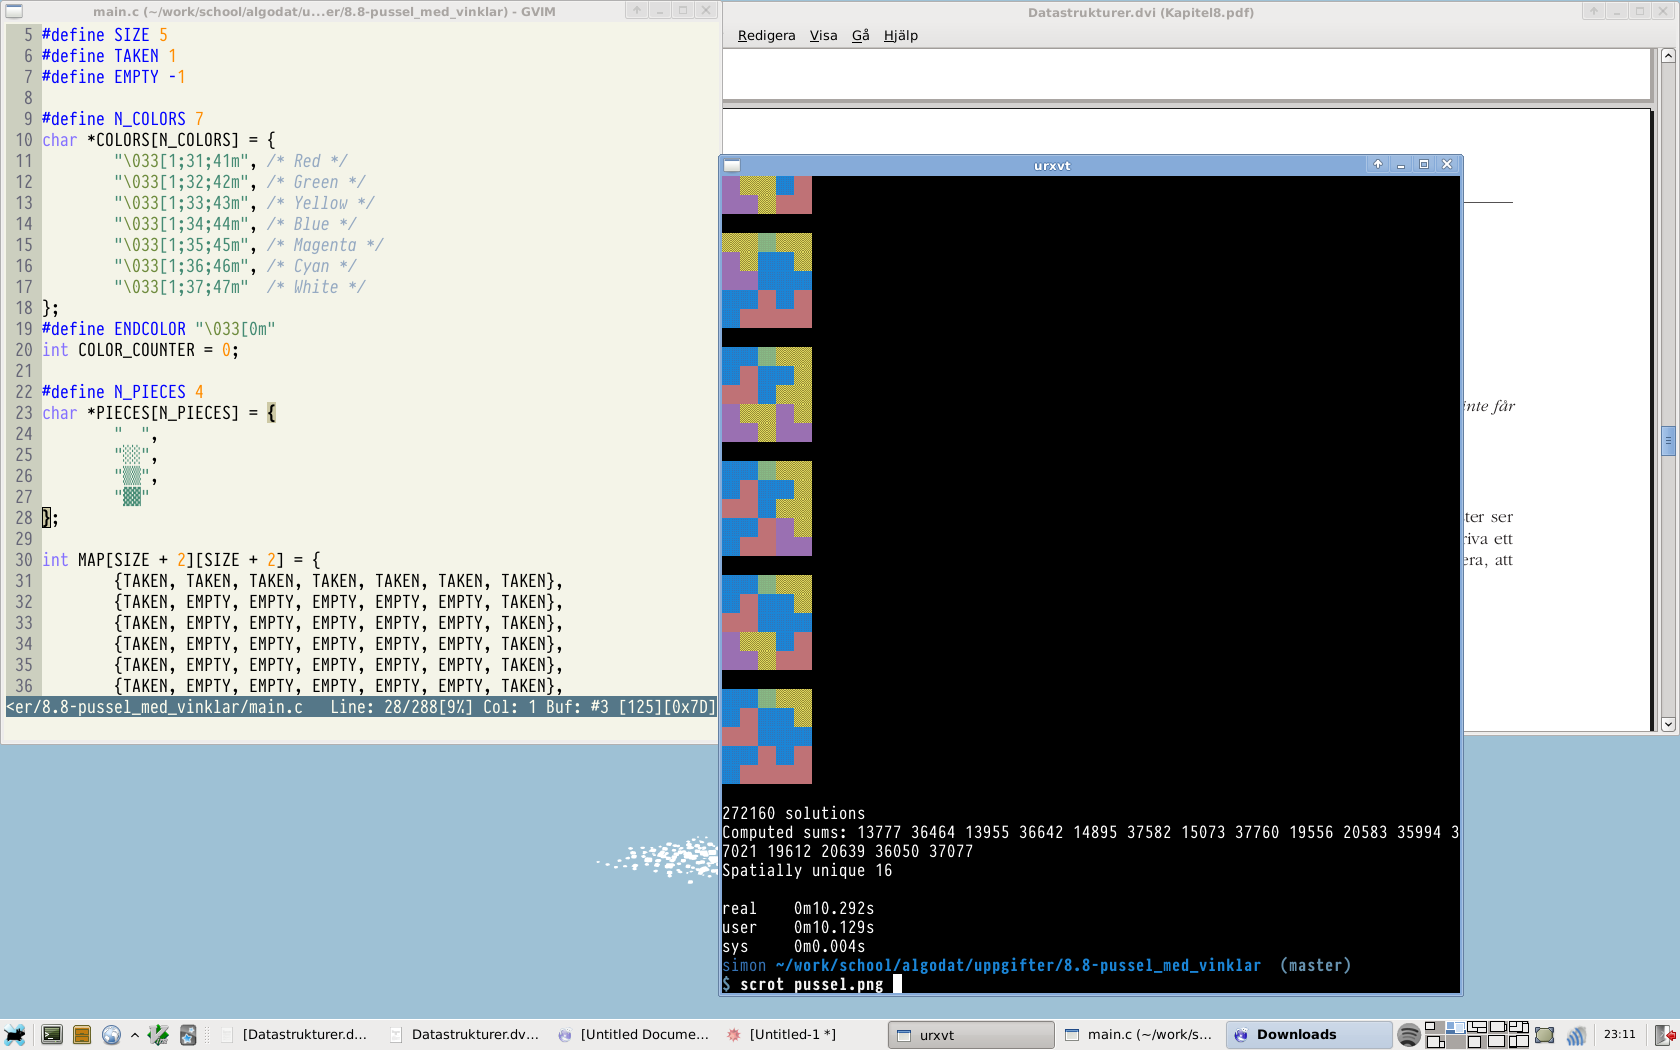 main.c (~/work/school/algodat/u...er/8.8-pussel_med_vinklar) - GVIM
5 #define SIZE 5
6 #define TAKEN 1
7 #define EMPTY -1
8
9 #define N_COLORS 7
10 char *COLORS[N_COLORS] = {
11 "\033[1;31;41m", /* Red */
12 "\033[1;32;42m", /* Green */
13 "\033[1;33;43m", /* Yellow */
14 "\033[1;34;44m", /* Blue */
15 "\033[1;35;45m", /* Magenta */
16 "\033[1;36;46m", /* Cyan */
17 "\033[1;37;47m" /* White */
18 };
19 #define ENDCOLOR "\033[0m"
20 int COLOR_COUNTER = 0;
21
22 #define N_PIECES 4
23 char *PIECES[N_PIECES] = {
24 "  ",
25 "░░",
26 "▒▒",
27 "▓▓"
28 };
29
30 int MAP[SIZE + 2][SIZE + 2] = {
31 {TAKEN, TAKEN, TAKEN, TAKEN, TAKEN, TAKEN, TAKEN},
32 {TAKEN, EMPTY, EMPTY, EMPTY, EMPTY, EMPTY, TAKEN},
33 {TAKEN, EMPTY, EMPTY, EMPTY, EMPTY, EMPTY, TAKEN},
34 {TAKEN, EMPTY, EMPTY, EMPTY, EMPTY, EMPTY, TAKEN},
35 {TAKEN, EMPTY, EMPTY, EMPTY, EMPTY, EMPTY, TAKEN},
36 {TAKEN, EMPTY, EMPTY, EMPTY, EMPTY, EMPTY, TAKEN},
<er/8.8-pussel_med_vinklar/main.c Line: 28/288[9%] Col: 1 Buf: #3 [125][0x7D]
Datastrukturer.dvi (Kapitel8.pdf)
Redigera Visa Gå Hjälp
inte får
ter ser
riva ett
era, att
urxvt
272160 solutions
Computed sums: 13777 36464 13955 36642 14895 37582 15073 37760 19556 20583 35994 3
7021 19612 20639 36050 37077
Spatially unique 16
real 0m10.292s
user 0m10.129s
sys 0m0.004s
simon ~/work/school/algodat/uppgifter/8.8-pussel_med_vinklar (master)
$ scrot pussel.png
[Datastrukturer.d... Datastrukturer.dv... [Untitled Docume... [Untitled-1 *] urxvt main.c (~/work/s... Downloads 23:11